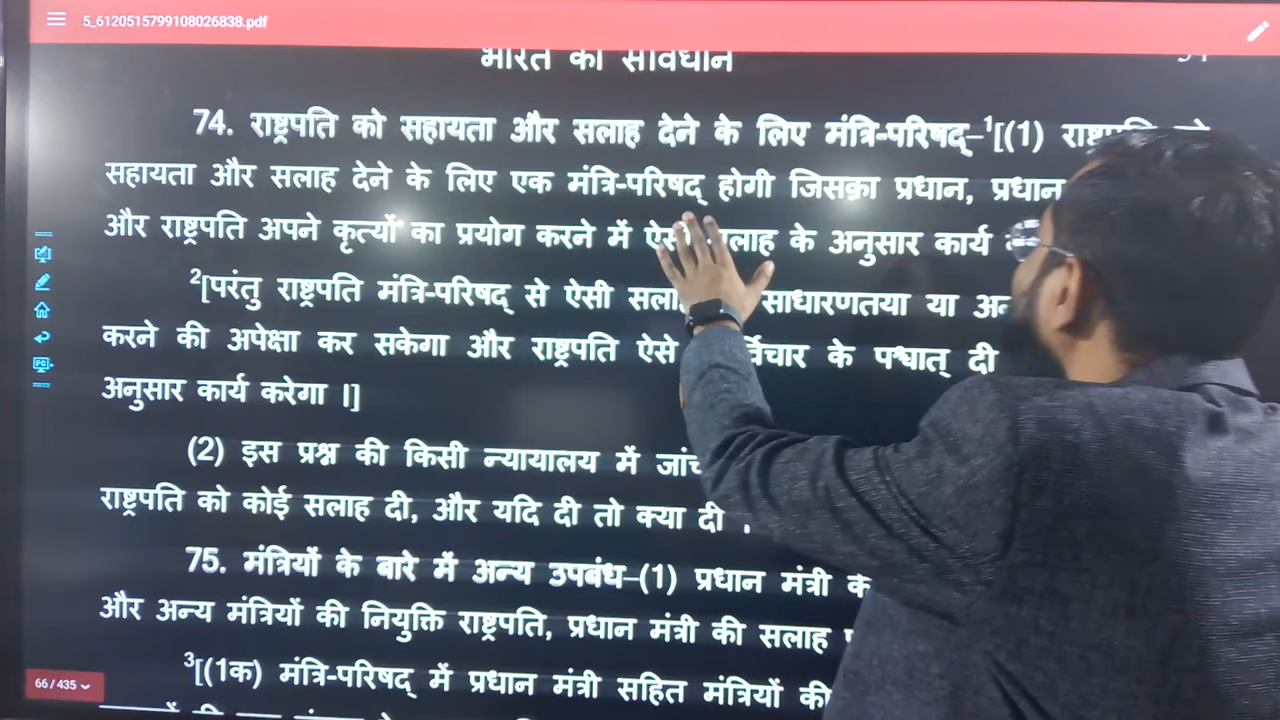 5_6120515799108026838.pdf
भारत का संविधान
74. राष्ट्रपति को सहायता और सलाह देने के लिए मंत्रि-परिषद्–¹[(1)
सहायता और सलाह देने के लिए एक मंत्रि-परिषद् होगी जिसका प्रधान, प्रधान
और राष्ट्रपति अपने कृत्यों का प्रयोग करने में के अनुसार कार्य
²[परंतु राष्ट्रपति मंत्रि-परिषद् से ऐसी साधारणतया या
करने की अपेक्षा कर सकेगा और राष्ट्रपति ऐसे के पश्चात् दी
अनुसार कार्य करेगा ।]
(2) इस प्रश्न की किसी न्यायालय में
राष्ट्रपति को कोई सलाह दी, और यदि दी तो क्या दी
75. मंत्रियों के बारे में अन्य उपबंध–(1) प्रधान मंत्री
और अन्य मंत्रियों की नियुक्ति राष्ट्रपति, प्रधान मंत्री की सलाह
³[(1क) मंत्रि-परिषद् में प्रधान मंत्री सहित मंत्रियों की
66 / 435